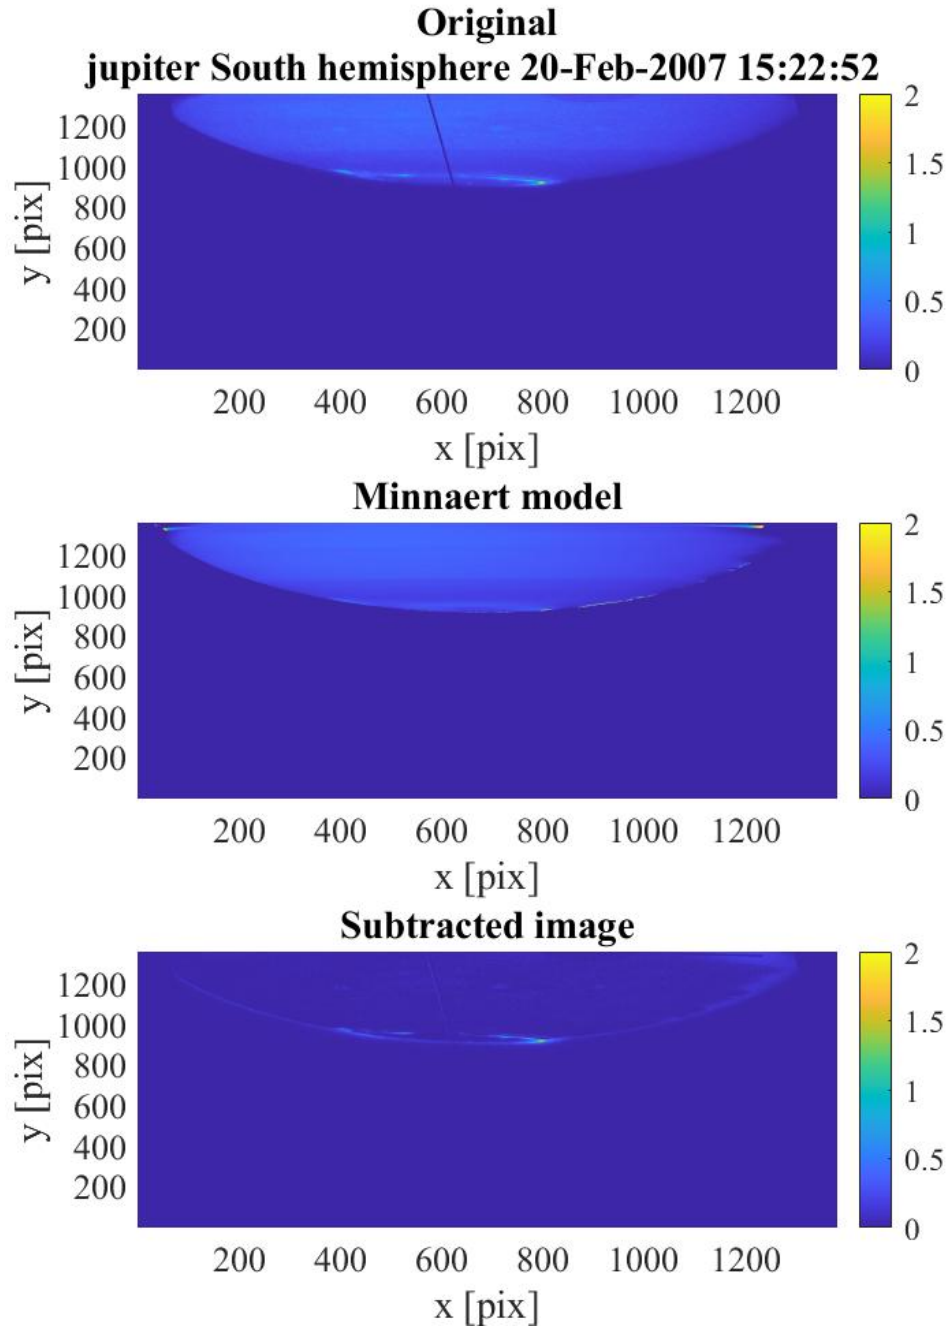 Original
jupiter South hemisphere 20-Feb-2007 15:22:52
2
1.5
1
0.5
0
1200
1000
800
600
400
200
y [pix]
200 400 600 800 1000 1200
x [pix]
Minnaert model
2
1.5
1
0.5
0
1200
1000
800
600
400
200
y [pix]
200 400 600 800 1000 1200
x [pix]
Subtracted image
2
1.5
1
0.5
0
1200
1000
800
600
400
200
y [pix]
200 400 600 800 1000 1200
x [pix]